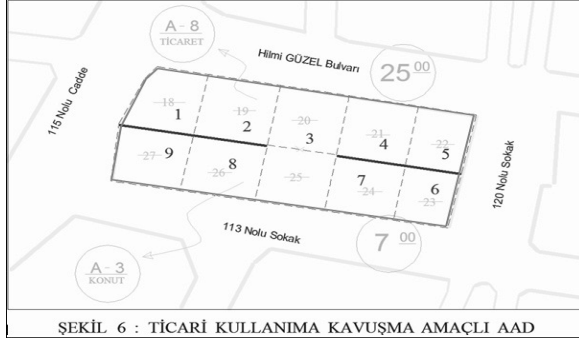 A - 8
TİCARET
Hilmi GÜZEL Bulvarı
25 00
115 Nolu Cadde
18
1
19
2
20
3
21
4
22
5
27
9
26
8
25
24
7
23
6
120 Nolu Sokak
113 Nolu Sokak
7 00
A - 3
KONUT
ŞEKİL 6 : TİCARİ KULLANIMA KAVUŞMA AMAÇLI AAD